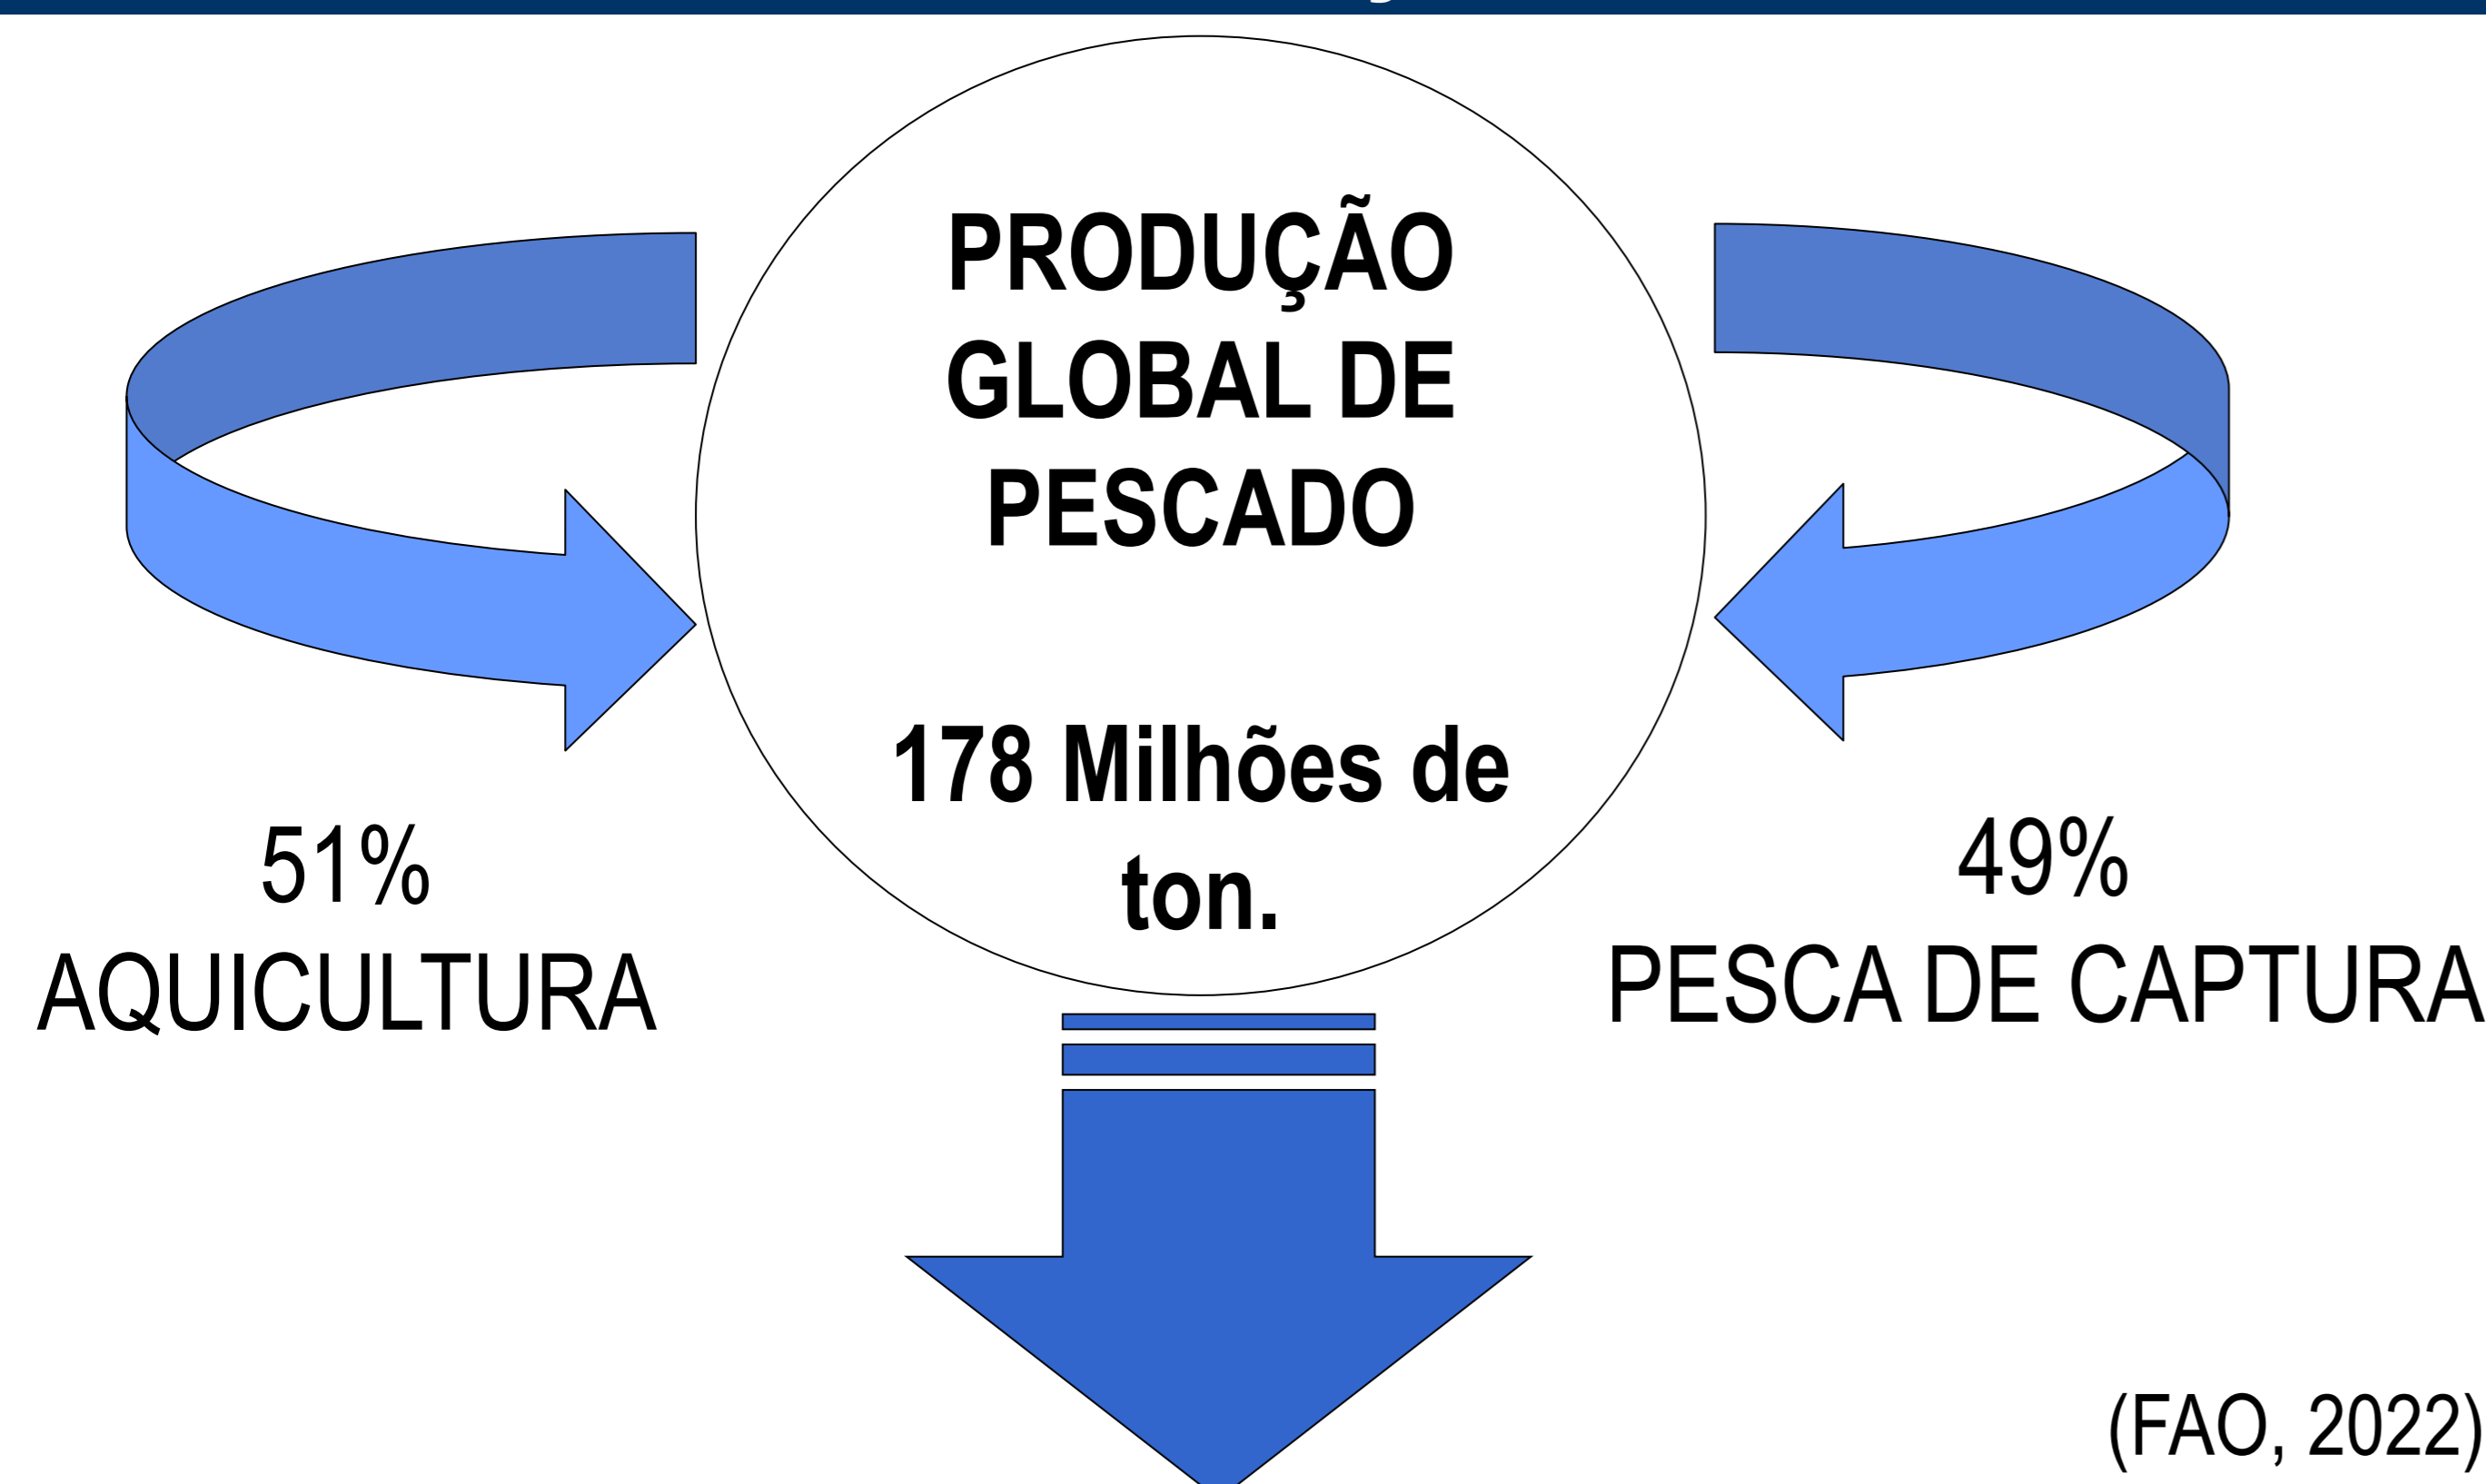 PRODUÇÃO
GLOBAL DE
PESCADO
178 Milhões de
ton.
51%
AQUICULTURA
49%
PESCA DE CAPTURA
(FAO, 2022)